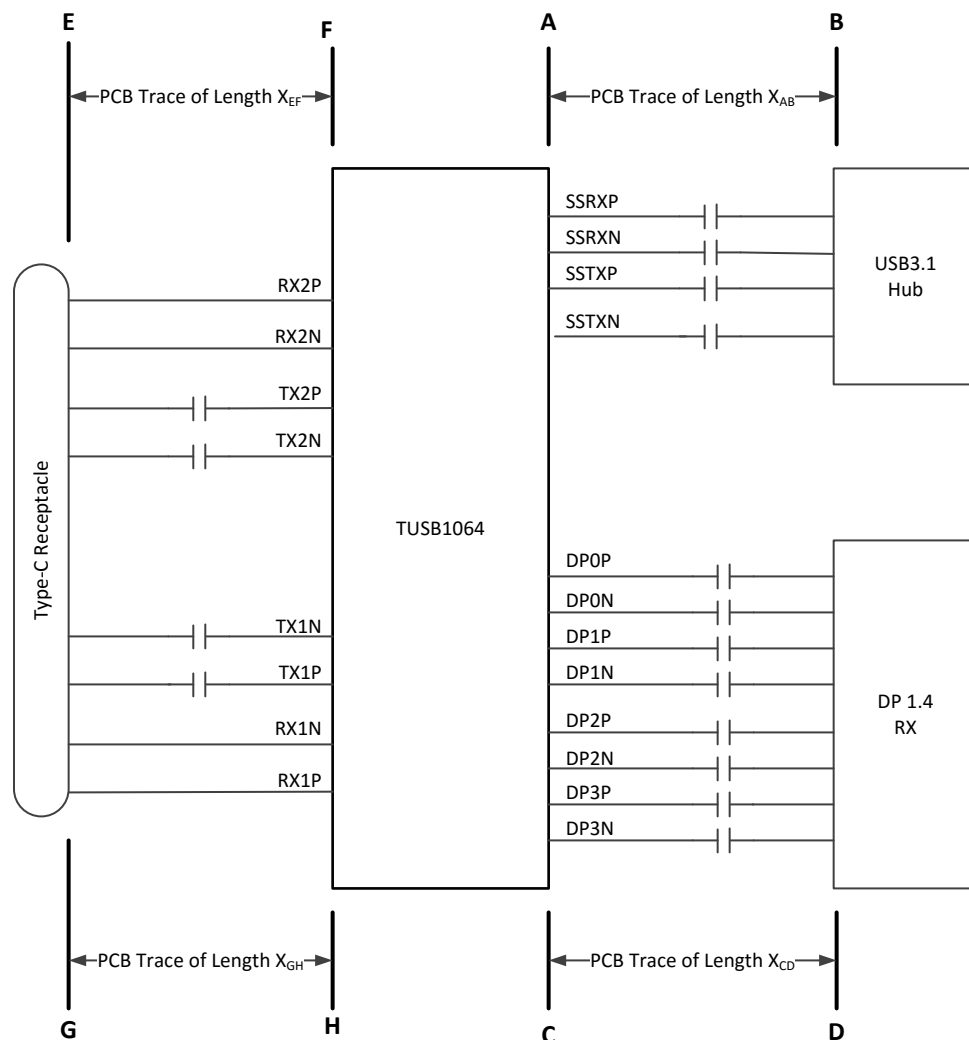 E
F
A
B
PCB Trace of Length XEF
PCB Trace of Length XAB
SSRXP
SSRXN
SSTXP
SSTXN
USB3.1
Hub
RX2P
RX2N
TX2P
TX2N
Type-C Receptacle
TUSB1064
TX1N
TX1P
RX1N
RX1P
DP0P
DP0N
DP1P
DP1N
DP2P
DP2N
DP3P
DP3N
DP 1.4
RX
PCB Trace of Length XGH
PCB Trace of Length XCD
G
H
C
D